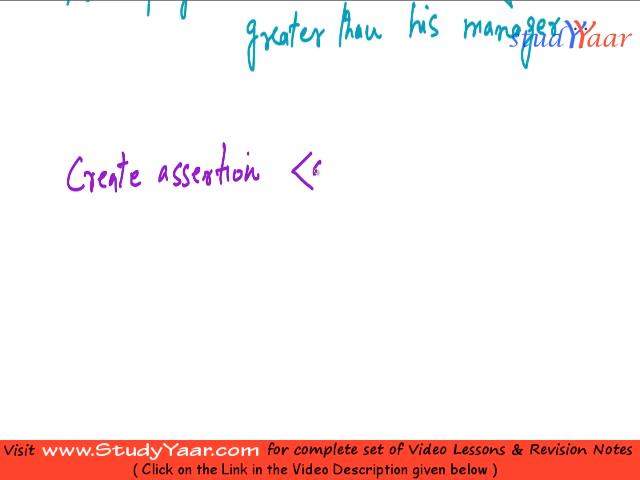 greater than his manager..
studYYaar
Create assertion <
Visit www.StudyYaar.com for complete set of Video Lessons & Revision Notes
( Click on the Link in the Video Description given below )